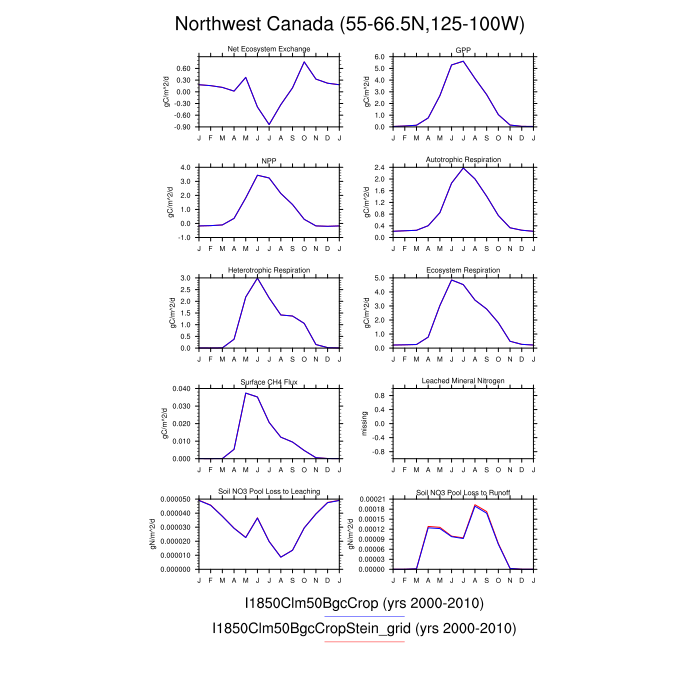 Northwest Canada (55-66.5N,125-100W)
Net Ecosystem Exchange
gC/m^2/d
0.60
0.30
0.00
-0.30
-0.60
-0.90
J F M A M J J A S O N D J
GPP
gC/m^2/d
6.0
5.0
4.0
3.0
2.0
1.0
0.0
J F M A M J J A S O N D J
NPP
gC/m^2/d
4.0
3.0
2.0
1.0
0.0
-1.0
J F M A M J J A S O N D J
Autotrophic Respiration
gC/m^2/d
2.4
2.0
1.6
1.2
0.8
0.4
0.0
J F M A M J J A S O N D J
Heterotrophic Respiration
gC/m^2/d
3.0
2.5
2.0
1.5
1.0
0.5
0.0
J F M A M J J A S O N D J
Ecosystem Respiration
gC/m^2/d
5.0
4.0
3.0
2.0
1.0
0.0
J F M A M J J A S O N D J
Surface CH4 Flux
gC/m^2/d
0.040
0.030
0.020
0.010
0.000
J F M A M J J A S O N D J
Leached Mineral Nitrogen
missing
0.8
0.4
0.0
-0.4
-0.8
J F M A M J J A S O N D J
Soil NO3 Pool Loss to Leaching
gN/m^2/d
0.000050
0.000040
0.000030
0.000020
0.000010
0.000000
J F M A M J J A S O N D J
Soil NO3 Pool Loss to Runoff
gN/m^2/d
0.00021
0.00018
0.00015
0.00012
0.00009
0.00006
0.00003
0.00000
J F M A M J J A S O N D J
I1850Clm50BgcCrop (yrs 2000-2010)
I1850Clm50BgcCropStein_grid (yrs 2000-2010)